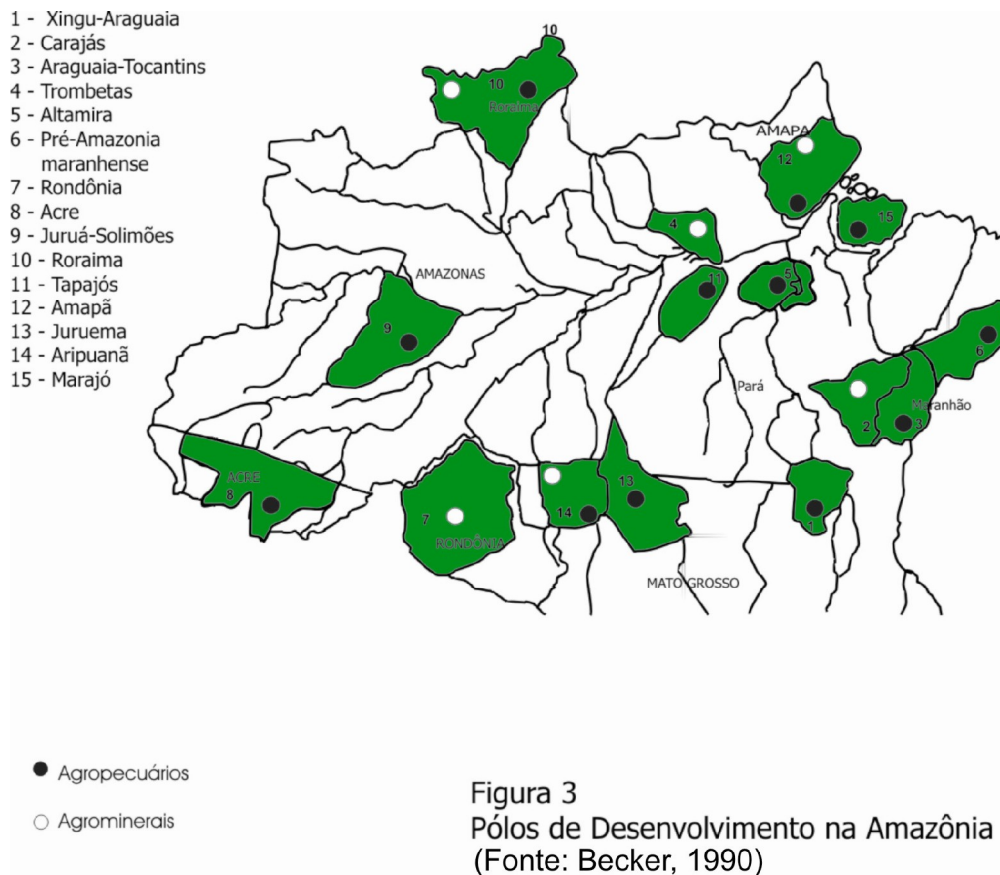 1 - Xingu-Araguaia
2 - Carajás
3 - Araguaia-Tocantins
4 - Trombetas
5 - Altamira
6 - Pré-Amazonia
maranhense
7 - Rondônia
8 - Acre
9 - Juruá-Solimões
10 - Roraima
11 - Tapajós
12 - Amapá
13 - Juruema
14 - Aripuanã
15 - Marajó
10
10
Roraima
AMAPA
12
15
4
AMAZONAS
11
5
9
6
Pará
Maranhão
2
3
ACRE
8
13
14
7
RONDÔNIA
1
MATO GROSSO
Agropecuários
Agrominerais
Figura 3
Pólos de Desenvolvimento na Amazônia
(Fonte: Becker, 1990)